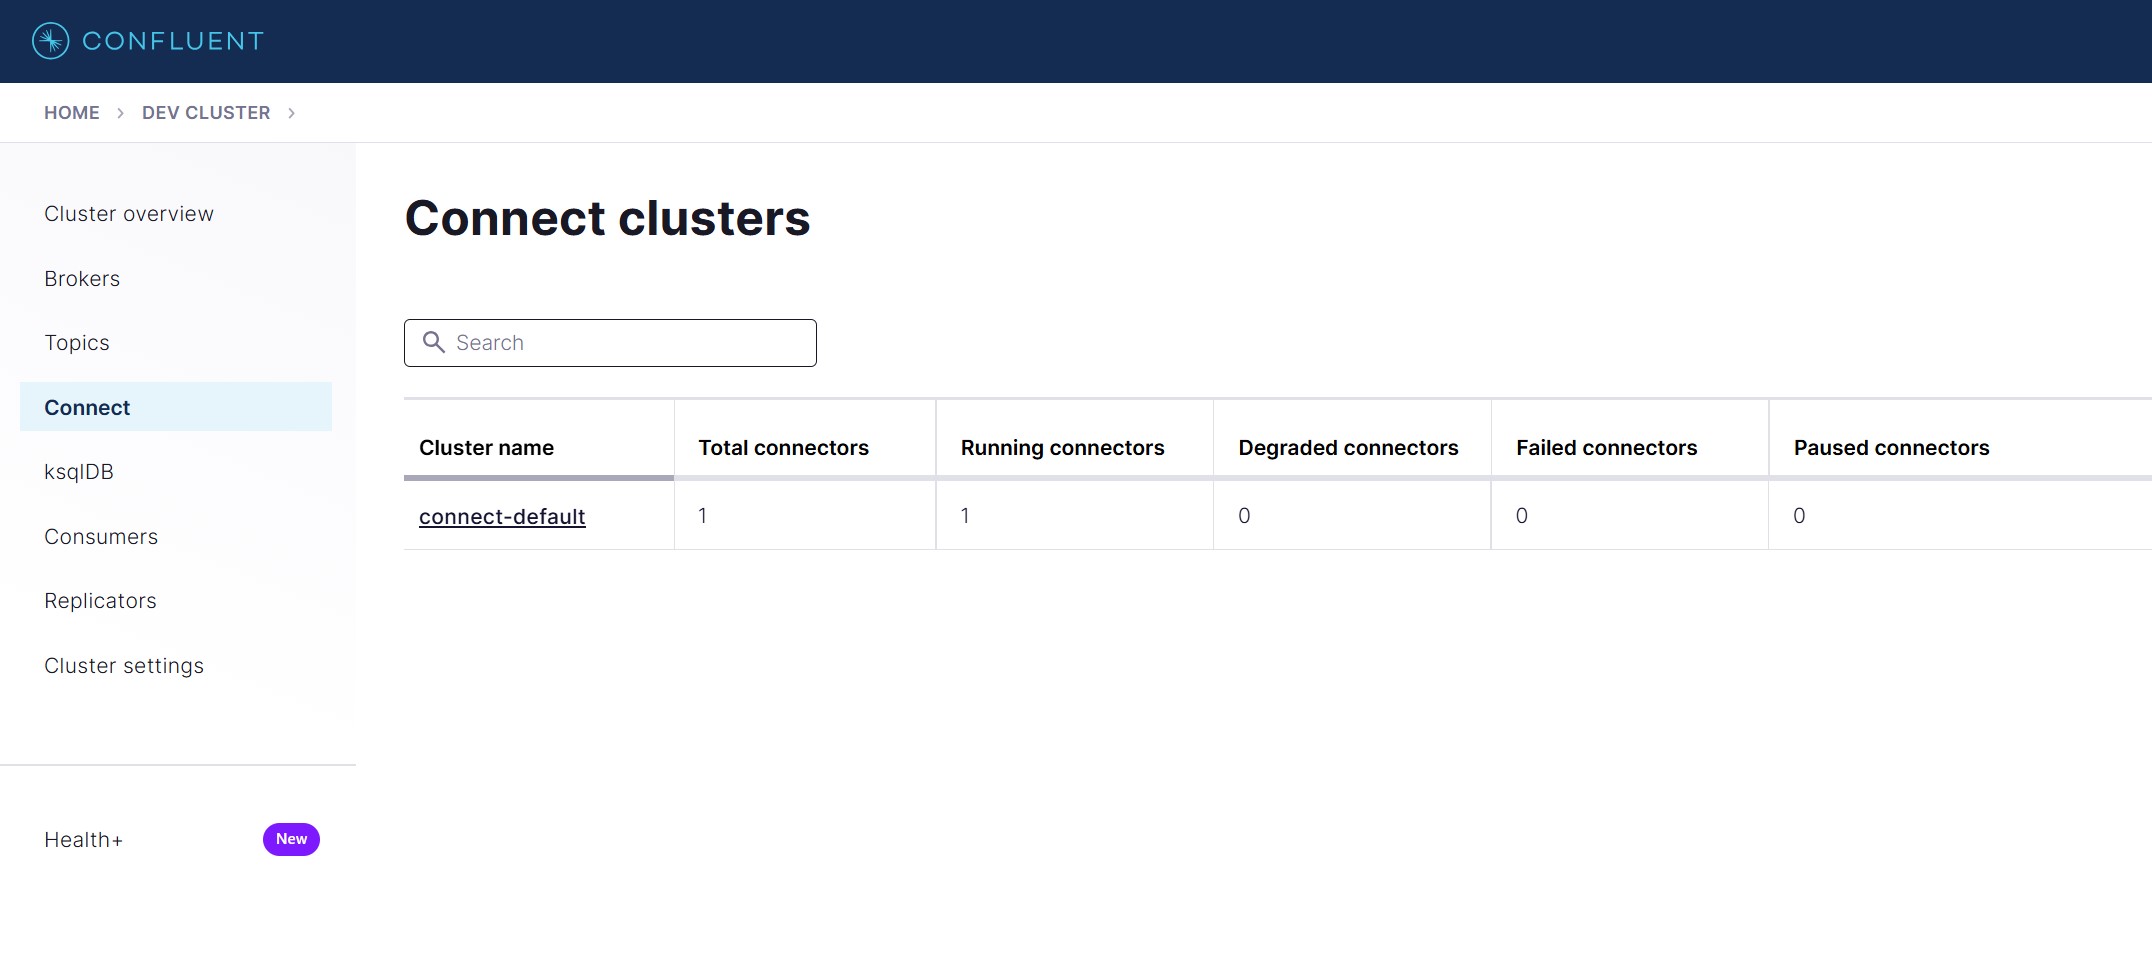 CONFLUENT
HOME > DEV CLUSTER >
Cluster overview
Brokers
Topics
Connect
ksqlDB
Consumers
Replicators
Cluster settings
Health+ New
Connect clusters
Search
Cluster name Total connectors Running connectors Degraded connectors Failed connectors Paused connectors
connect-default 1 1 0 0 0